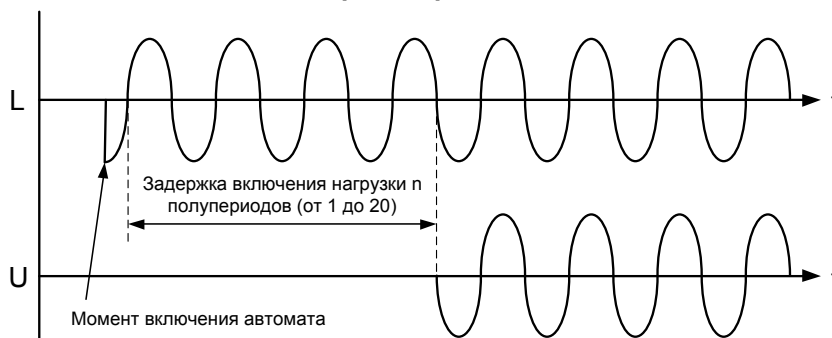 L
Задержка включения нагрузки n
полупериодов (от 1 до 20)
U
Момент включения автомата